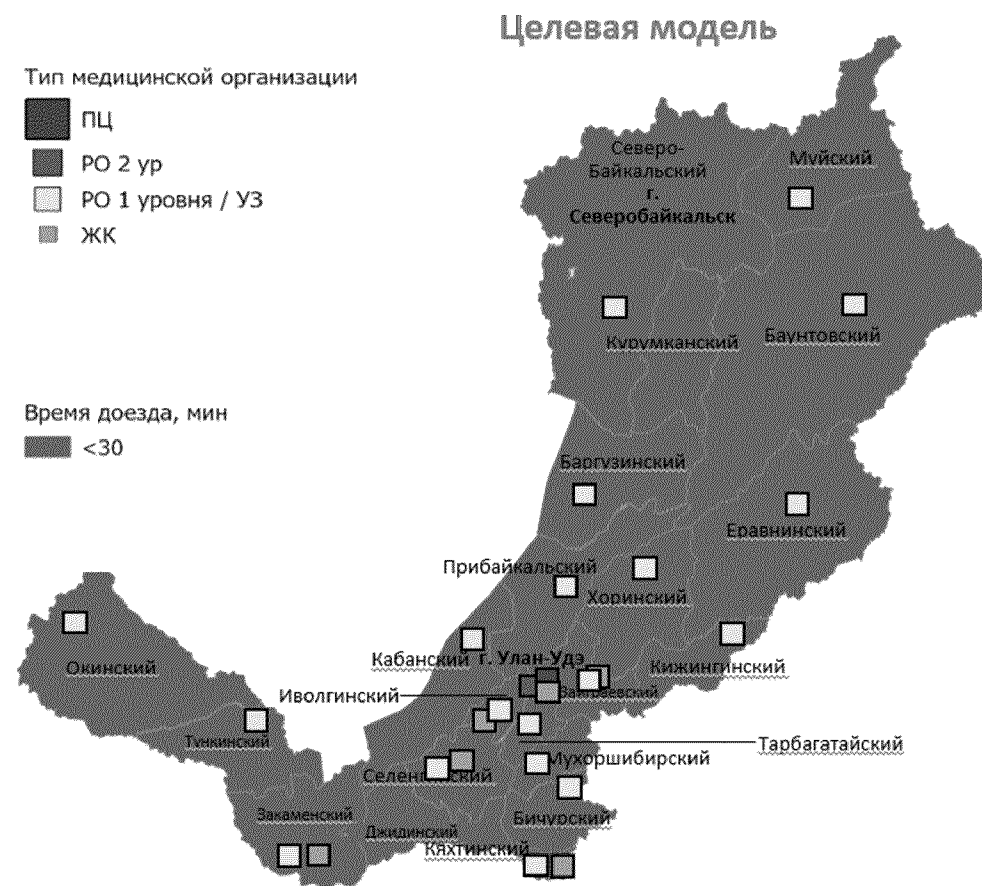 Целевая модель
Тип медицинской организации
ПЦ
РО 2 ур
РО 1 уровня / УЗ
ЖК
Время доезда, мин
<30
Северо-
Байкальский
г.
Северобайкальск
Муйский
Курумканский
Баунтовский
Баргузинский
Еравнинский
Прибайкальский
Хоринский
Окинский
Кабанский
г. Улан-Удэ
Кижингинский
Иволгинский
Заиграевский
Тункинский
Тарбагатайский
Селенгинский
Мухоршибирский
Закаменский
Джидинский
Бичурский
Кяхтинский